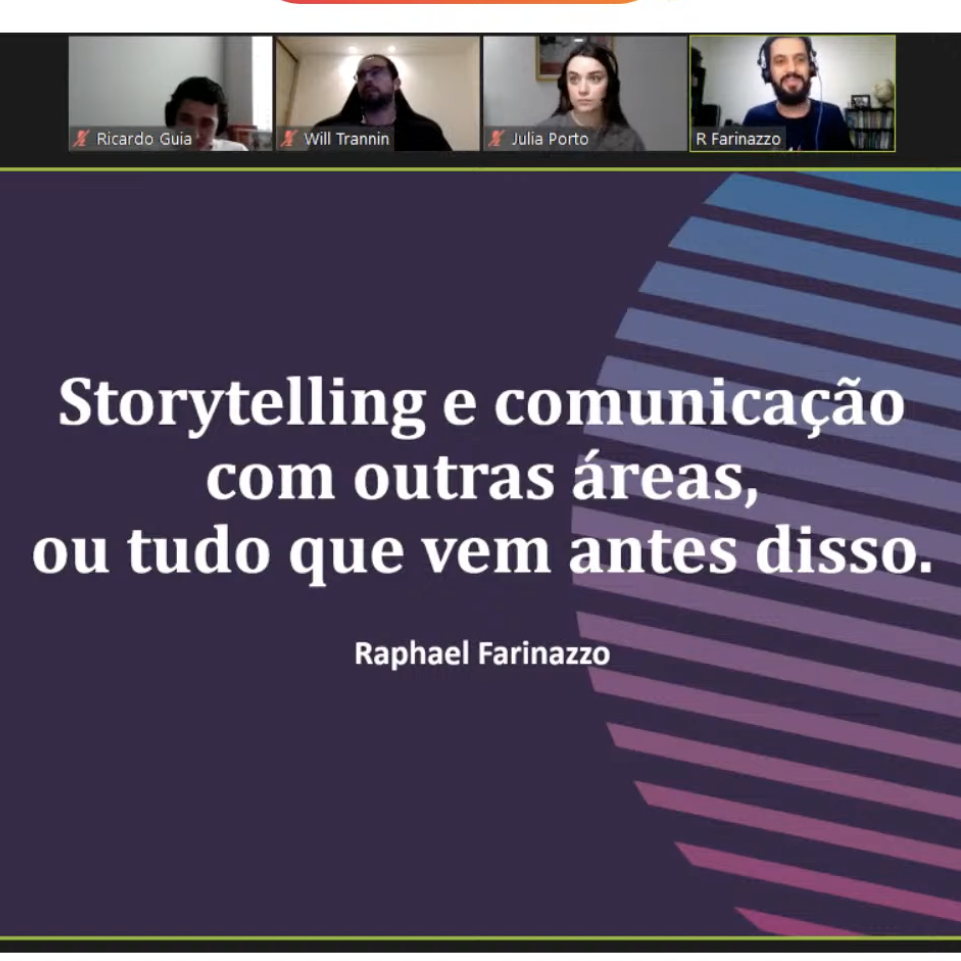 Ricardo Guia
Will Trannin
Julia Porto
R Farinazzo
Storytelling e comunicação
com outras áreas,
ou tudo que vem antes disso.
Raphael Farinazzo